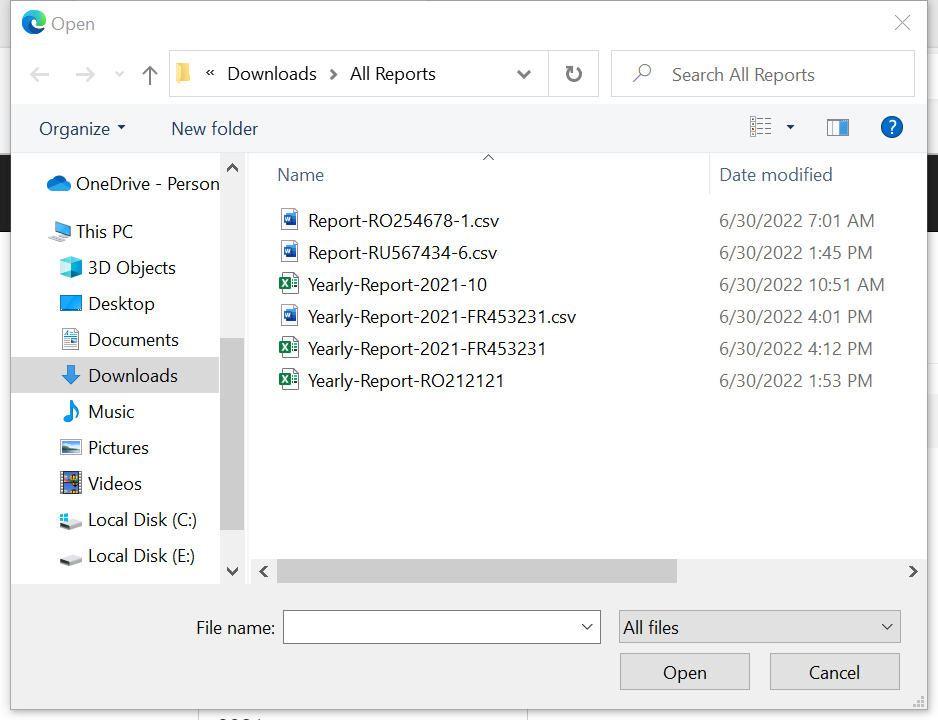 Open
« Downloads > All Reports
Search All Reports
Organize
New folder
?
Name
Date modified
OneDrive - Person
This PC
3D Objects
Desktop
Documents
Downloads
Music
Pictures
Videos
Local Disk (C:)
Local Disk (E:)
Report-RO254678-1.csv 6/30/2022 7:01 AM
Report-RU567434-6.csv 6/30/2022 1:45 PM
Yearly-Report-2021-10 6/30/2022 10:51 AM
Yearly-Report-2021-FR453231.csv 6/30/2022 4:01 PM
Yearly-Report-2021-FR453231 6/30/2022 4:12 PM
Yearly-Report-RO212121 6/30/2022 1:53 PM
File name:
All files
Open
Cancel